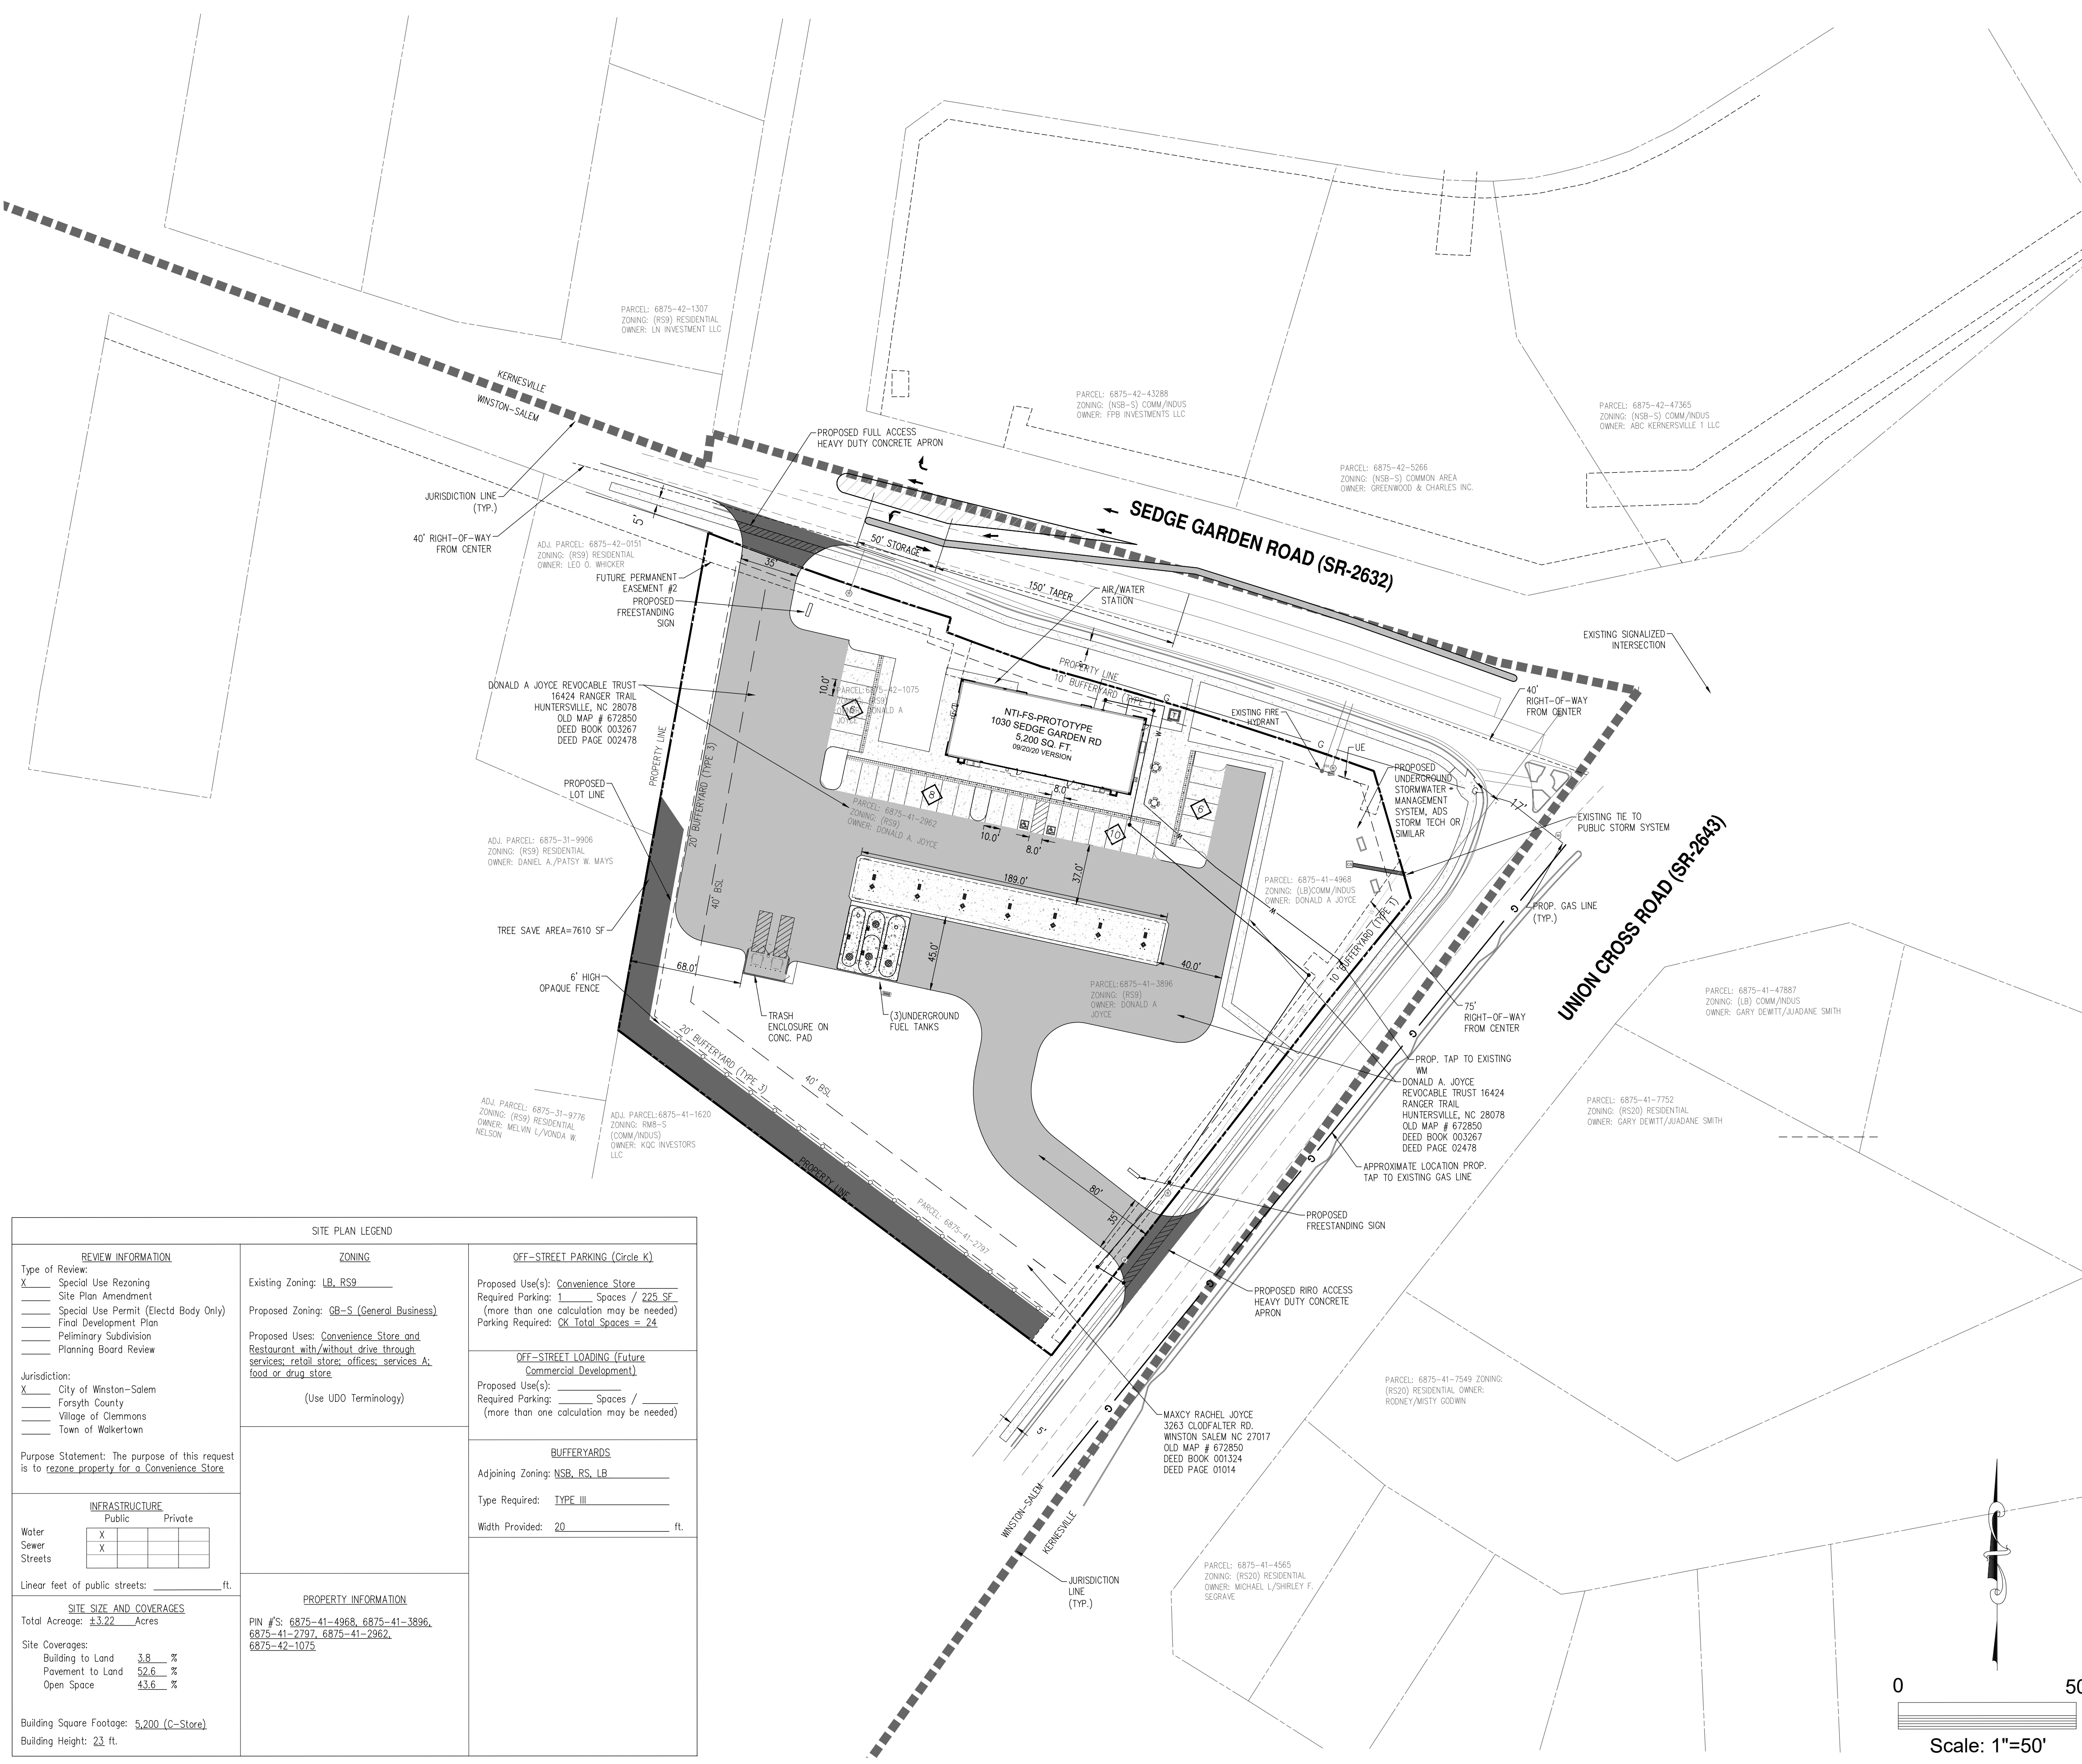 PARCEL: 6875-42-1307
ZONING: (RS9) RESIDENTIAL
OWNER: LN INVESTMENT LLC
KERNESVILLE
WINSTON-SALEM
PARCEL: 6875-42-43288
ZONING: (NSB-S) COMM/INDUS
OWNER: FPB INVESTMENTS LLC
PARCEL: 6875-42-47365
ZONING: (NSB-S) COMM/INDUS
OWNER: ABC KERNERSVILLE 1 LLC
PROPOSED FULL ACCESS
HEAVY DUTY CONCRETE APRON
PARCEL: 6875-42-5266
ZONING: (NSB-S) COMMON AREA
OWNER: GREENWOOD & CHARLES INC.
JURISDICTION LINE
(TYP.)
40' RIGHT-OF-WAY
FROM CENTER
5'
SEDGE GARDEN ROAD (SR-2632)
ADJ. PARCEL: 6875-42-0151
ZONING: (RS9) RESIDENTIAL
OWNER: LEO O. WHICKER
FUTURE PERMANENT
EASEMENT #2
PROPOSED
FREESTANDING
SIGN
35'
50' STORAGE
150' TAPER
AIR/WATER
STATION
EXISTING SIGNALIZED
INTERSECTION
PROPERTY LINE
10' BUFFERYARD (TYPE
5'
G
DONALD A JOYCE REVOCABLE TRUST
16424 RANGER TRAIL
HUNTERSVILLE, NC 28078
OLD MAP # 672850
DEED BOOK 003267
DEED PAGE 002478
10.0'
PARCEL:6875-42-1075
ZONING: (RS9)
OWNER: DONALD A
JOYCE
NTI-FS-PROTOTYPE
1030 SEDGE GARDEN RD
5,200 SQ. FT.
09/20/20 VERSION
T
W
EXISTING FIRE
HYDRANT
G
UE
40'
RIGHT-OF-WAY
FROM CENTER
PROPERTY LINE
20' BUFFERYARD (TYPE 3)
40' BSL
PROPOSED
LOT LINE
8
8.0'
10.0'
8.0'
10
6
W
PROPOSED
UNDERGROUND
STORMWATER
MANAGEMENT
SYSTEM, ADS
STORM TECH OR
SIMILAR
17'
EXISTING TIE TO
PUBLIC STORM SYSTEM
PARCEL: 6875-41-2962
ZONING: (RS9)
OWNER: DONALD A. JOYCE
ADJ. PARCEL: 6875-31-9906
ZONING: (RS9) RESIDENTIAL
OWNER: DANIEL A./PATSY W. MAYS
189.0'
37.0'
PARCEL: 6875-41-4968
ZONING: (LB)COMM/INDUS
OWNER: DONALD A JOYCE
W
10' BUFFERYARD (TYPE 1)
G
PROP. GAS LINE
(TYP.)
UNION CROSS ROAD (SR-2643)
TREE SAVE AREA=7610 SF
6' HIGH
OPAQUE FENCE
68.0'
45.0'
40.0'
TRASH
ENCLOSURE ON
CONC. PAD
(3)UNDERGROUND
FUEL TANKS
PARCEL:6875-41-3896
ZONING: (RS9)
OWNER: DONALD A
JOYCE
75'
RIGHT-OF-WAY
FROM CENTER
PARCEL: 6875-41-47887
ZONING: (LB) COMM/INDUS
OWNER: GARY DEWITT/JUADANE SMITH
G
PROP. TAP TO EXISTING
WM
DONALD A. JOYCE
REVOCABLE TRUST 16424
RANGER TRAIL
HUNTERSVILLE, NC 28078
OLD MAP # 672850
DEED BOOK 003267
DEED PAGE 02478
PARCEL: 6875-41-7752
ZONING: (RS20) RESIDENTIAL
OWNER: GARY DEWITT/JUADANE SMITH
20' BUFFERYARD (TYPE 3)
40' BSL
ADJ. PARCEL: 6875-31-9776
ZONING: (RS9) RESIDENTIAL
OWNER: MELVIN L/VONDA W.
NELSON
ADJ. PARCEL:6875-41-1620
ZONING: RM8-S
(COMM/INDUS)
OWNER: KQC INVESTORS
LLC
G
G
APPROXIMATE LOCATION PROP.
TAP TO EXISTING GAS LINE
PROPERTY LINE
PARCEL: 6875-41-2797
80'
35'
PROPOSED
FREESTANDING SIGN
PROPOSED RIRO ACCESS
HEAVY DUTY CONCRETE
APRON
G
PARCEL: 6875-41-7549 ZONING:
(RS20) RESIDENTIAL OWNER:
RODNEY/MISTY GODWIN
G
5'
MAXCY RACHEL JOYCE
3263 CLODFALTER RD.
WINSTON SALEM NC 27017
OLD MAP # 672850
DEED BOOK 001324
DEED PAGE 01014
WINSTON-SALEM
KERNESVILLE
JURISDICTION
LINE
(TYP.)
PARCEL: 6875-41-4565
ZONING: (RS20) RESIDENTIAL
OWNER: MICHAEL L/SHIRLEY F.
SEGRAVE
SITE PLAN LEGEND
REVIEW INFORMATION
Type of Review:
X Special Use Rezoning
Site Plan Amendment
Special Use Permit (Electd Body Only)
Final Development Plan
Peliminary Subdivision
Planning Board Review
Jurisdiction:
X City of Winston-Salem
Forsyth County
Village of Clemmons
Town of Walkertown
Purpose Statement: The purpose of this request
is to rezone property for a Convenience Store
INFRASTRUCTURE
Public Private
Water X
Sewer X
Streets
Linear feet of public streets: ft.
SITE SIZE AND COVERAGES
Total Acreage: ±3.22 Acres
Site Coverages:
Building to Land 3.8 %
Pavement to Land 52.6 %
Open Space 43.6 %
Building Square Footage: 5,200 (C-Store)
Building Height: 23 ft.
ZONING
Existing Zoning: LB, RS9
Proposed Zoning: GB-S (General Business)
Proposed Uses: Convenience Store and
Restaurant with/without drive through
services; retail store; offices; services A;
food or drug store
(Use UDO Terminology)
PROPERTY INFORMATION
PIN #'S: 6875-41-4968, 6875-41-3896,
6875-41-2797, 6875-41-2962,
6875-42-1075
OFF-STREET PARKING (Circle K)
Proposed Use(s): Convenience Store
Required Parking: 1 Spaces / 225 SF
(more than one calculation may be needed)
Parking Required: CK Total Spaces = 24
OFF-STREET LOADING (Future
Commercial Development)
Proposed Use(s):
Required Parking: Spaces /
(more than one calculation may be needed)
BUFFERYARDS
Adjoining Zoning: NSB, RS, LB
Type Required: TYPE III
Width Provided: 20 ft.
0 50
Scale: 1"=50'